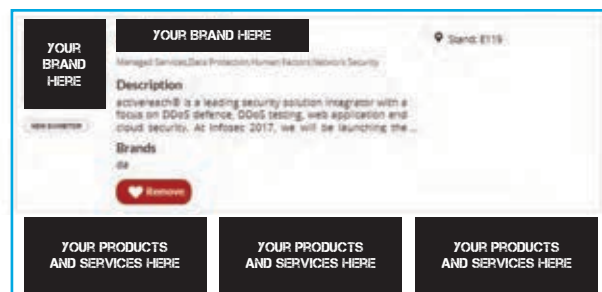 YOUR
BRAND
HERE
YOUR BRAND HERE
Stand: E119
Managed Services,Data Protection,Human Factors,Network Security
Description
activereach® is a leading security solution integrator with a
focus on DDoS defence, DDoS testing, web application and
cloud security. At Infosec 2017, we will be launching the ...
NEW EXHIBITOR
Brands
da
Remove
YOUR PRODUCTS
AND SERVICES HERE
YOUR PRODUCTS
AND SERVICES HERE
YOUR PRODUCTS
AND SERVICES HERE